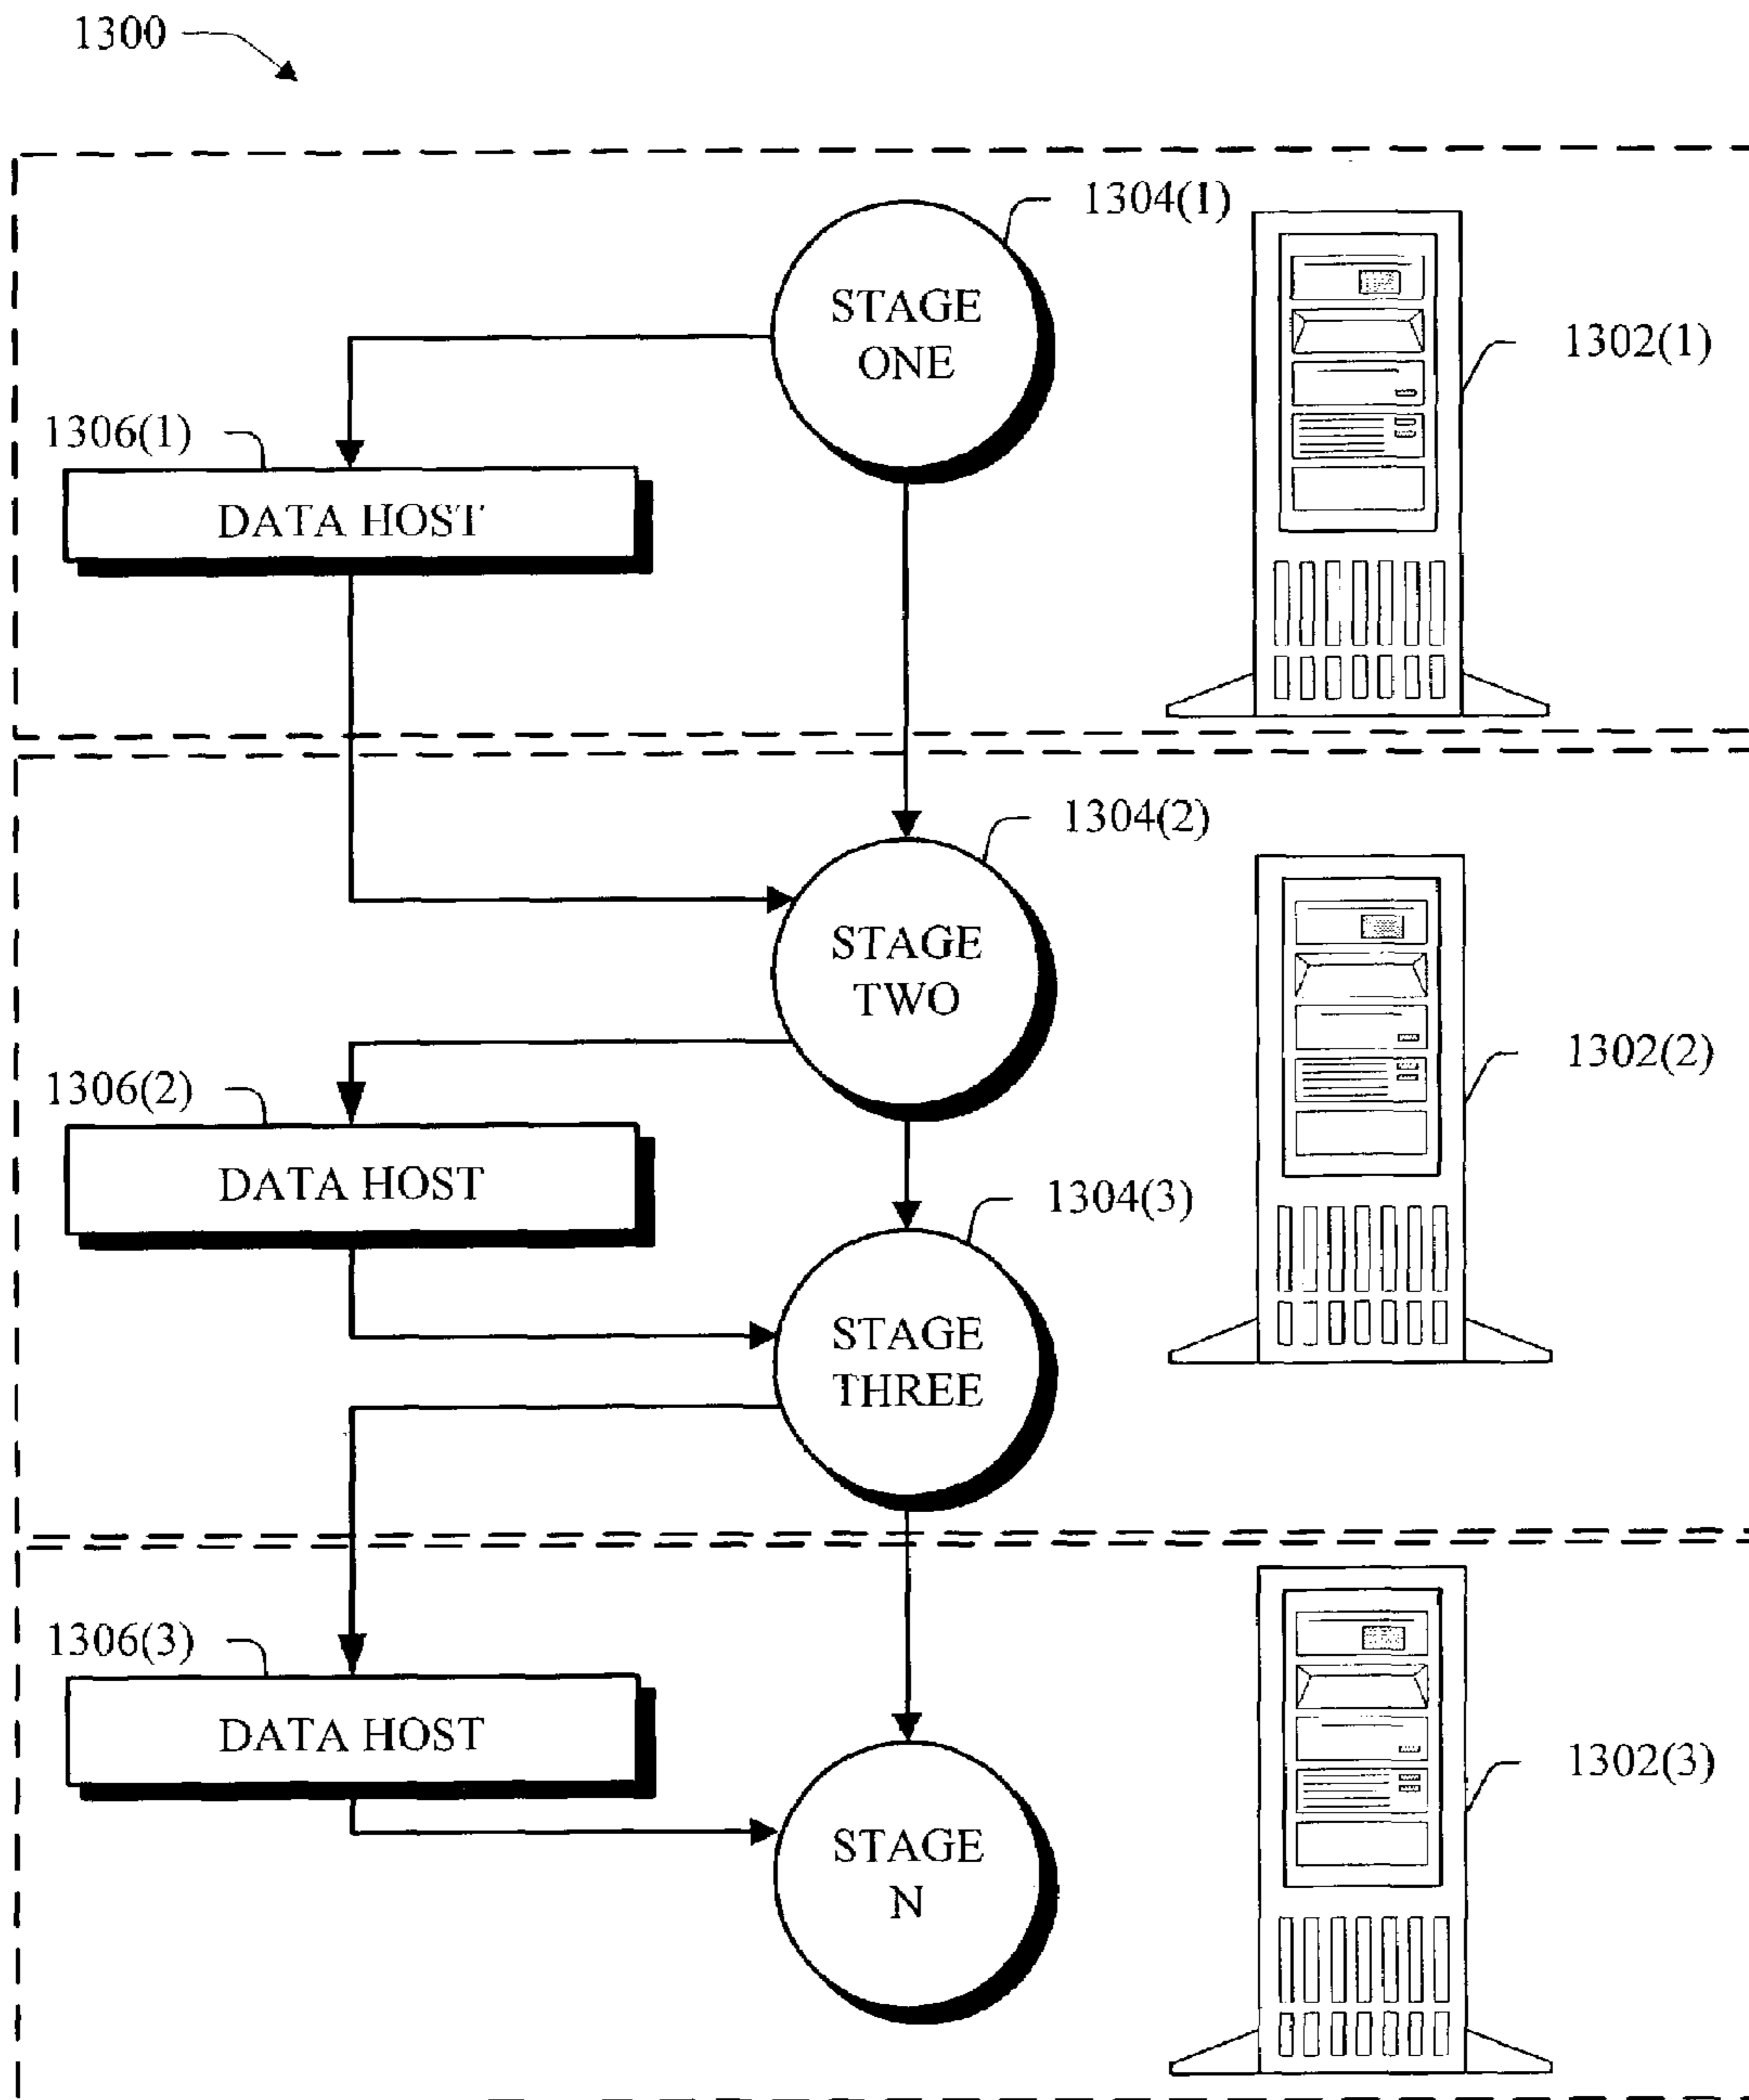 1300
1304(1)
STAGE
ONE
1302(1)
1306(1)
DATA HOST
1304(2)
STAGE
TWO
1302(2)
1306(2)
DATA HOST
1304(3)
STAGE
THREE
1306(3)
DATA HOST
1302(3)
STAGE
N